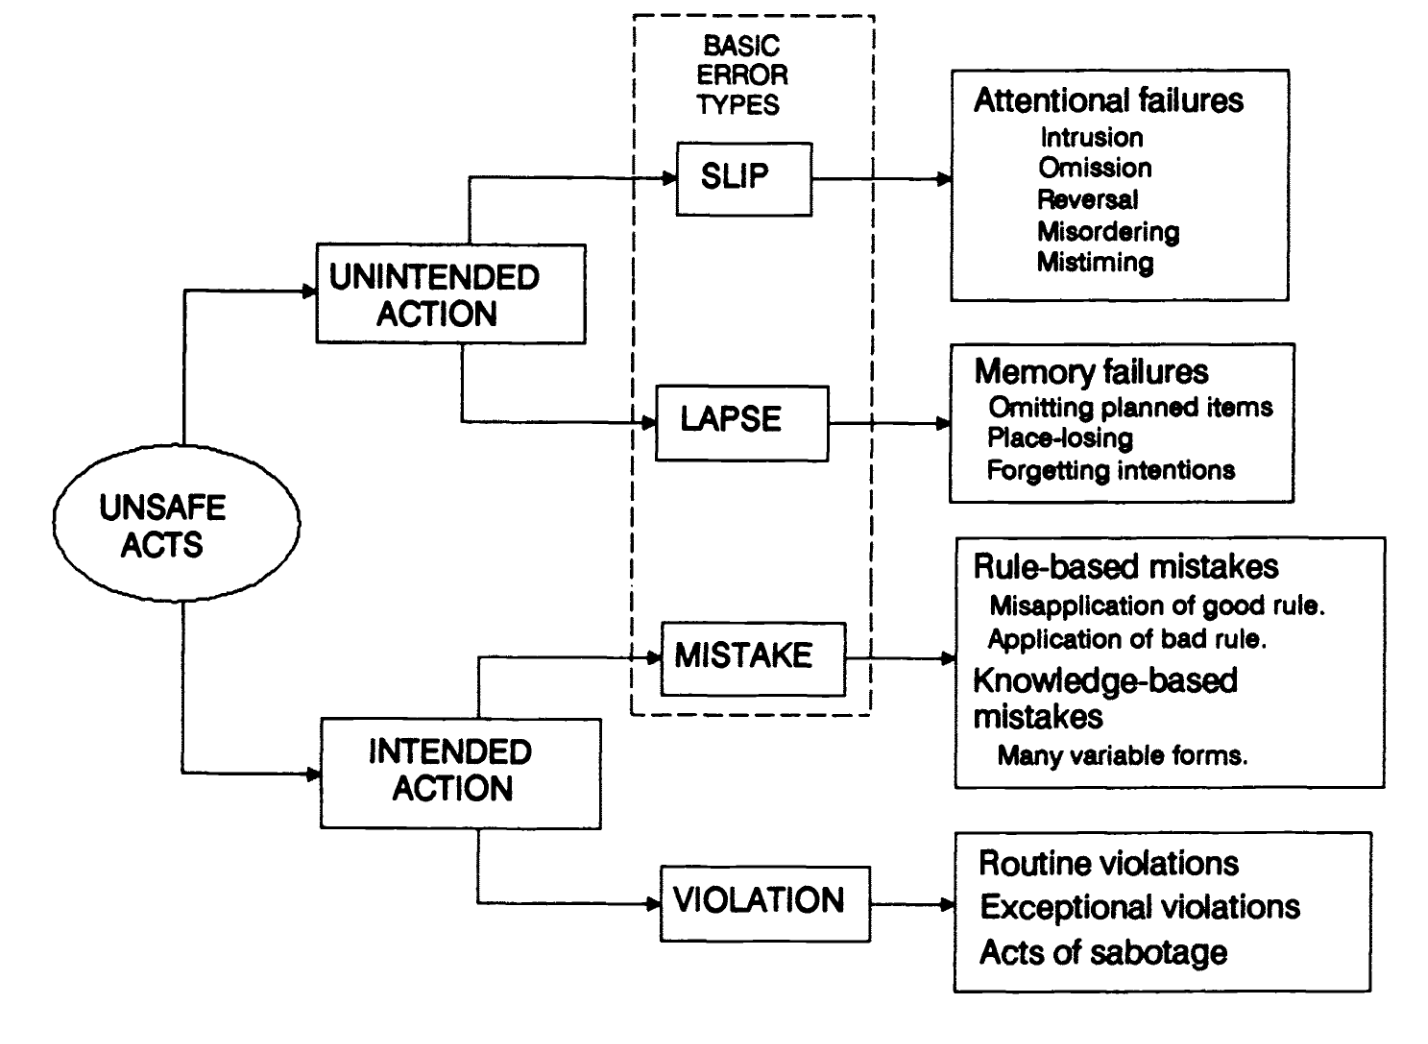 BASIC
ERROR
TYPES
SLIP
Attentional failures
Intrusion
Omission
Reversal
Misordering
Mistiming
UNINTENDED
ACTION
LAPSE
Memory failures
Omitting planned items
Place-losing
Forgetting intentions
UNSAFE
ACTS
MISTAKE
Rule-based mistakes
Misapplication of good rule.
Application of bad rule.
Knowledge-based
mistakes
Many variable forms.
INTENDED
ACTION
VIOLATION
Routine violations
Exceptional violations
Acts of sabotage